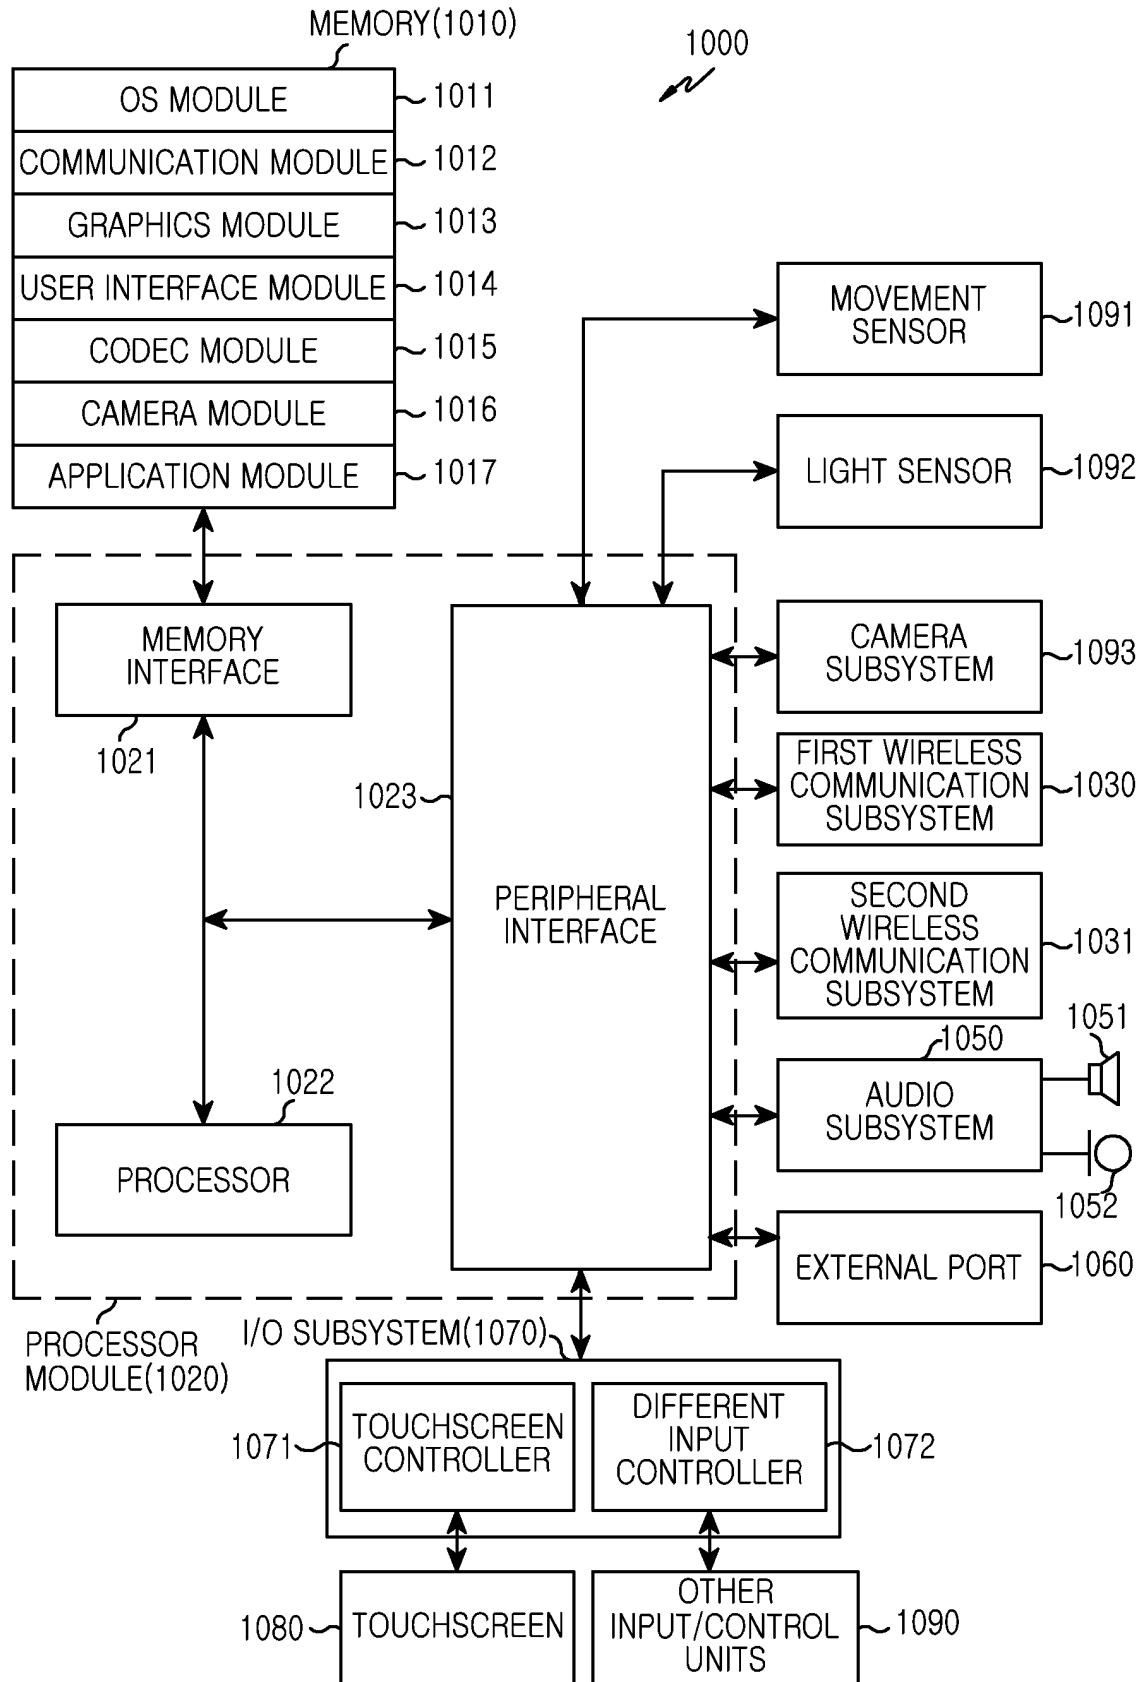 MEMORY(1010)
1000
OS MODULE
1011
COMMUNICATION MODULE
1012
GRAPHICS MODULE
1013
USER INTERFACE MODULE
1014
CODEC MODULE
1015
CAMERA MODULE
1016
APPLICATION MODULE
1017
MOVEMENT
SENSOR
1091
LIGHT SENSOR
1092
MEMORY
INTERFACE
1021
CAMERA
SUBSYSTEM
1093
FIRST WIRELESS
COMMUNICATION
SUBSYSTEM
1030
1023
PERIPHERAL
INTERFACE
SECOND
WIRELESS
COMMUNICATION
SUBSYSTEM
1031
1022
PROCESSOR
1050
AUDIO
SUBSYSTEM
1051
1052
EXTERNAL PORT
1060
PROCESSOR
MODULE(1020)
I/O SUBSYSTEM(1070)
1071
TOUCHSCREEN
CONTROLLER
DIFFERENT
INPUT
CONTROLLER
1072
1080
TOUCHSCREEN
OTHER
INPUT/CONTROL
UNITS
1090